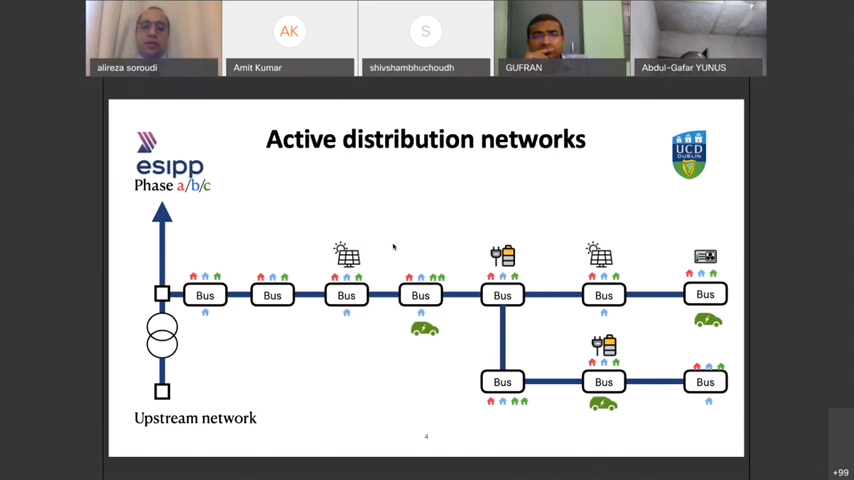 AK
S
alireza soroudi
Amit Kumar
shivshambhuchoudh
GUFRAN
Abdul-Gafar YUNUS
Active distribution networks
esipp
UCD
DUBLIN
Phase a/b/c
Bus
Bus
Bus
Bus
Bus
Bus
Bus
Bus
Bus
Bus
Upstream network
4
+99